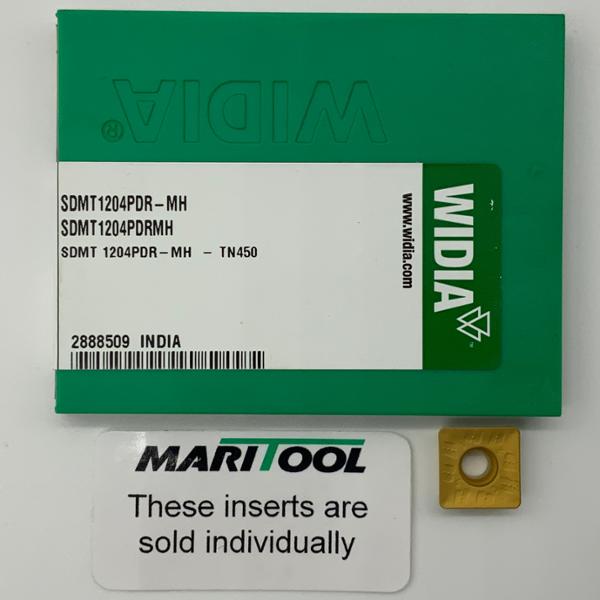 WIDIA®
SDMT1204PDR-MH
SDMT1204PDRMH
SDMT 1204PDR-MH - TN450
2888509 INDIA
www.widia.com
WIDIA™
MARITOOL
These inserts are
sold individually